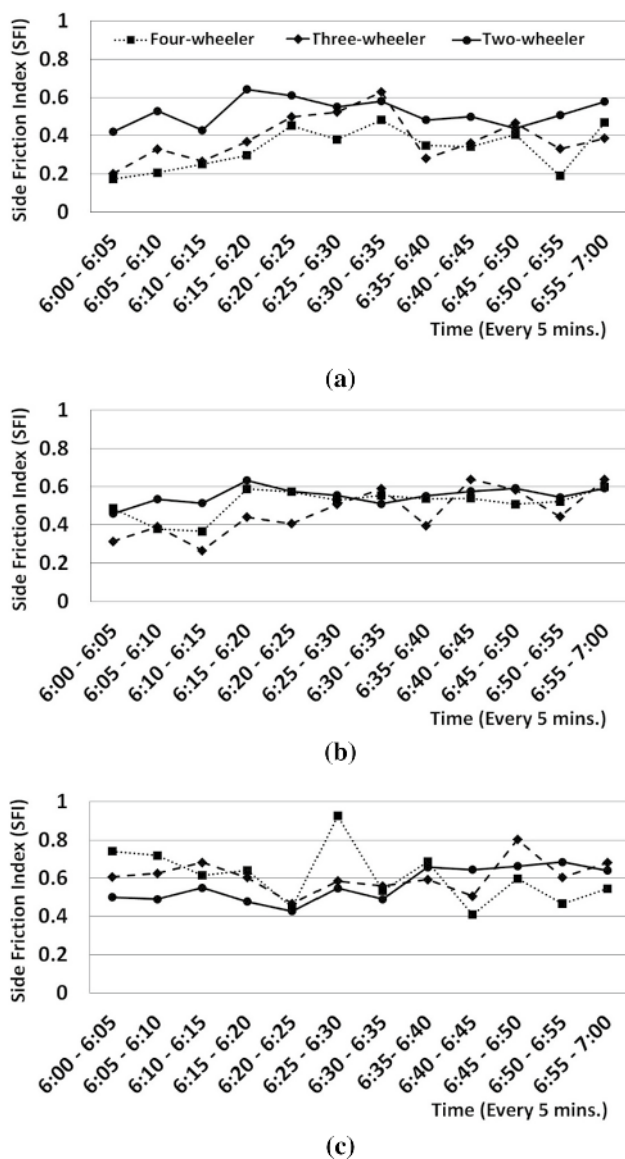 1
Four-wheeler Three-wheeler Two-wheeler
0.8
0.6
0.4
0.2
0
Side Friction Index (SFI)
6:00 - 6:05
6:05 - 6:10
6:10 - 6:15
6:15 - 6:20
6:20 - 6:25
6:25 - 6:30
6:30 - 6:35
6:35 - 6:40
6:40 - 6:45
6:45 - 6:50
6:50 - 6:55
6:55 - 7:00
Time (Every 5 mins.)
(a)
1
0.8
0.6
0.4
0.2
0
Side Friction Index (SFI)
6:00 - 6:05
6:05 - 6:10
6:10 - 6:15
6:15 - 6:20
6:20 - 6:25
6:25 - 6:30
6:30 - 6:35
6:35 - 6:40
6:40 - 6:45
6:45 - 6:50
6:50 - 6:55
6:55 - 7:00
Time (Every 5 mins.)
(b)
1
0.8
0.6
0.4
0.2
0
Side Friction Index (SFI)
6:00 - 6:05
6:05 - 6:10
6:10 - 6:15
6:15 - 6:20
6:20 - 6:25
6:25 - 6:30
6:30 - 6:35
6:35- 6:40
6:40 - 6:45
6:45 - 6:50
6:50 - 6:55
6:55 - 7:00
Time (Every 5 mins.)
(c)